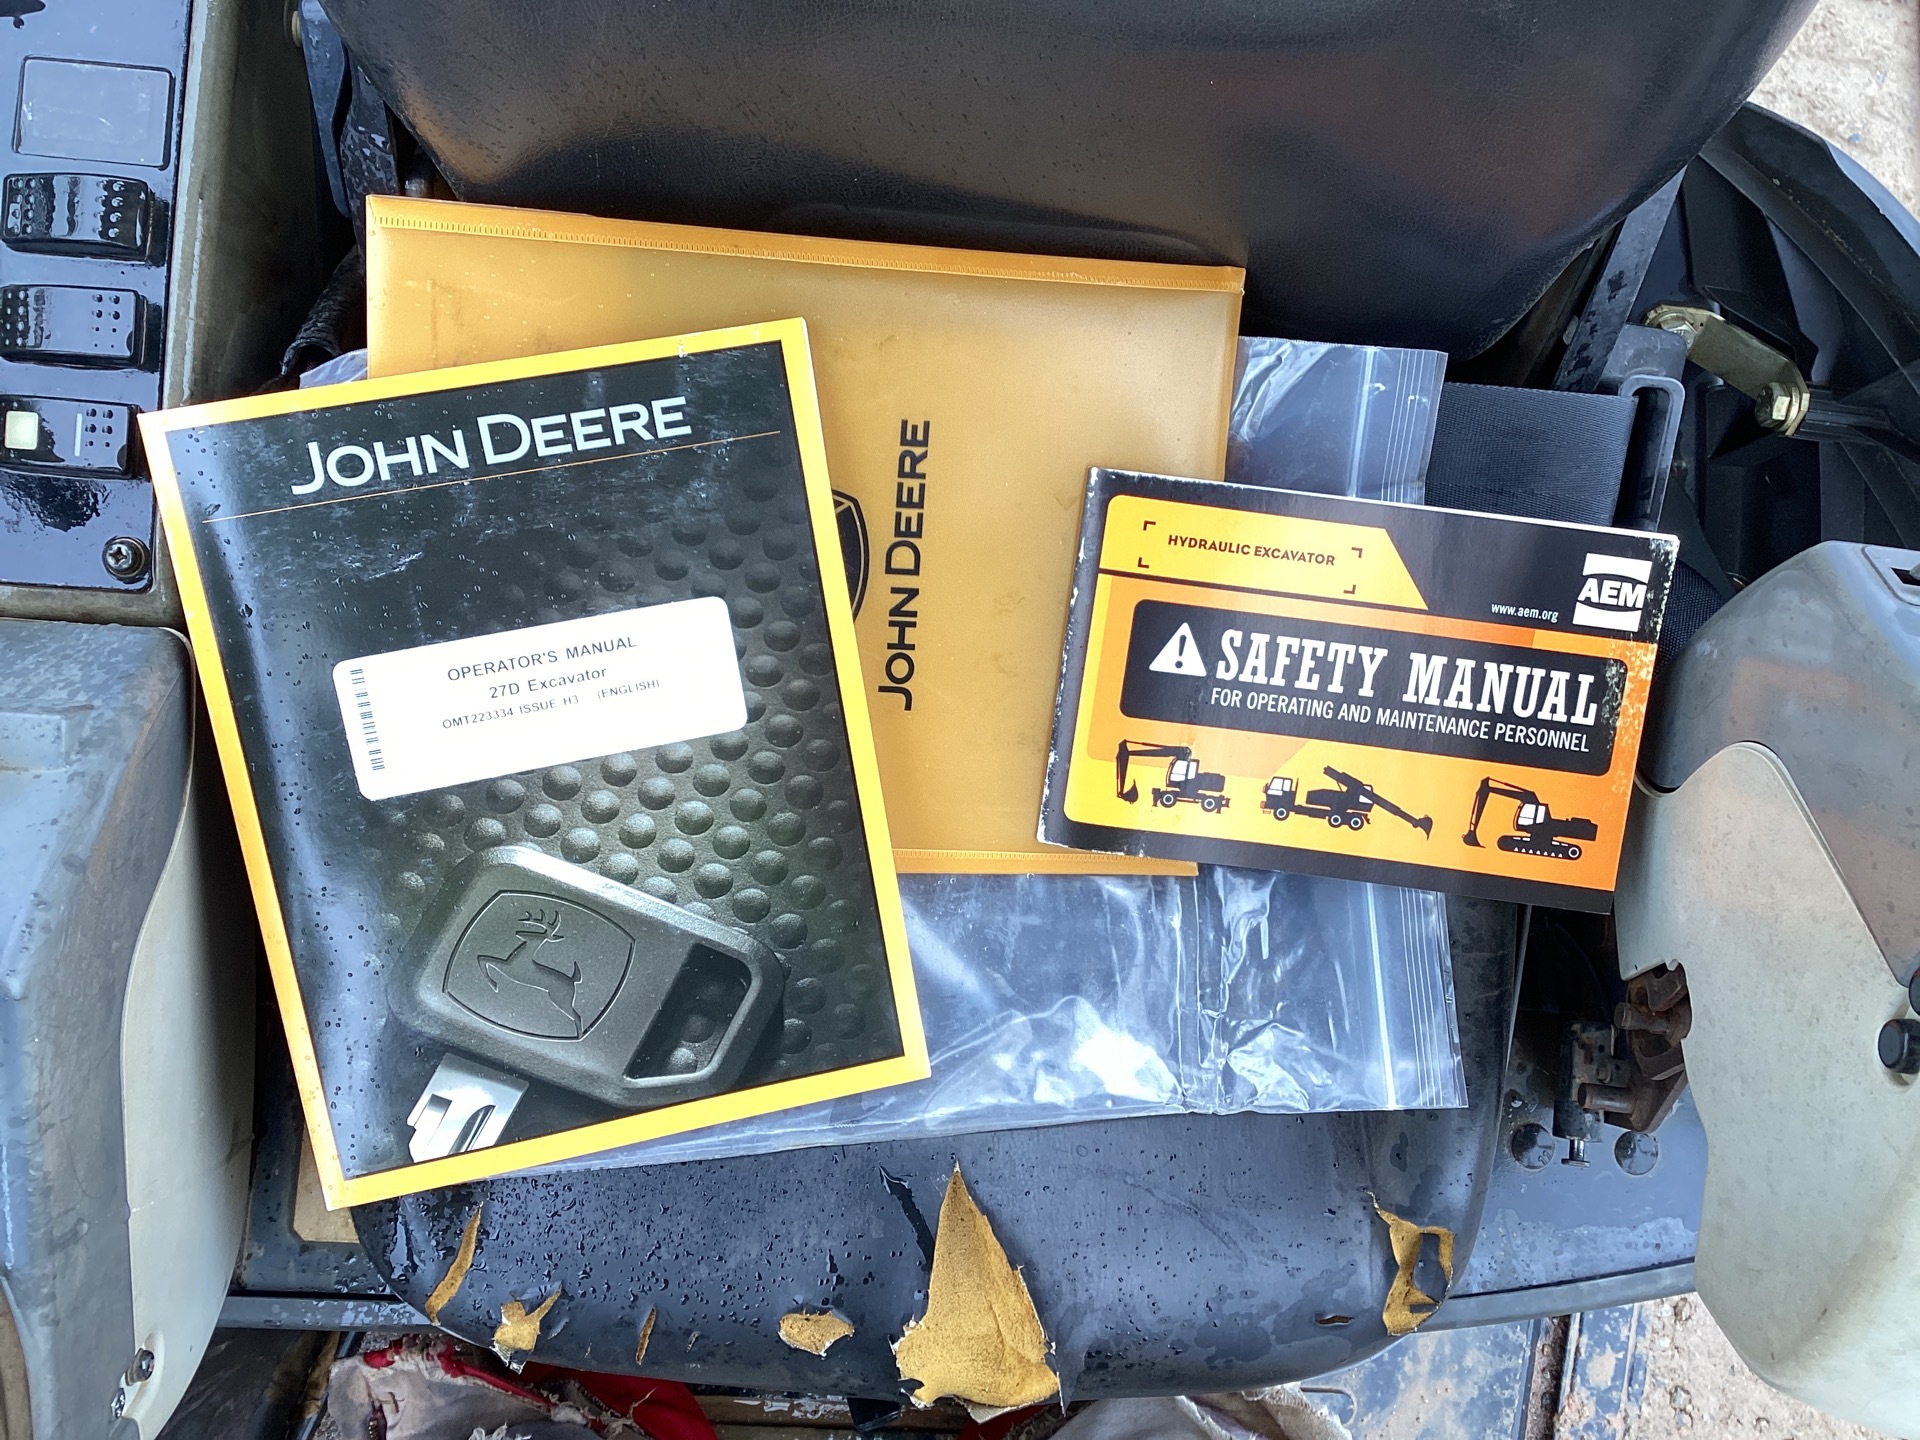 JOHN DEERE
OPERATOR'S MANUAL
27D Excavator
OMT223334 ISSUE H3 (ENGLISH)
JOHN DEERE
HYDRAULIC EXCAVATOR
www.aem.org
AEM
SAFETY MANUAL
FOR OPERATING AND MAINTENANCE PERSONNEL